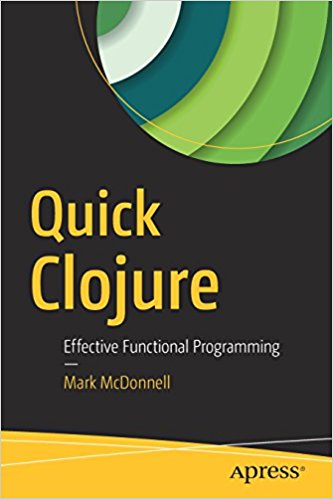 Quick
Clojure
Effective Functional Programming
—
Mark McDonnell
Apress®